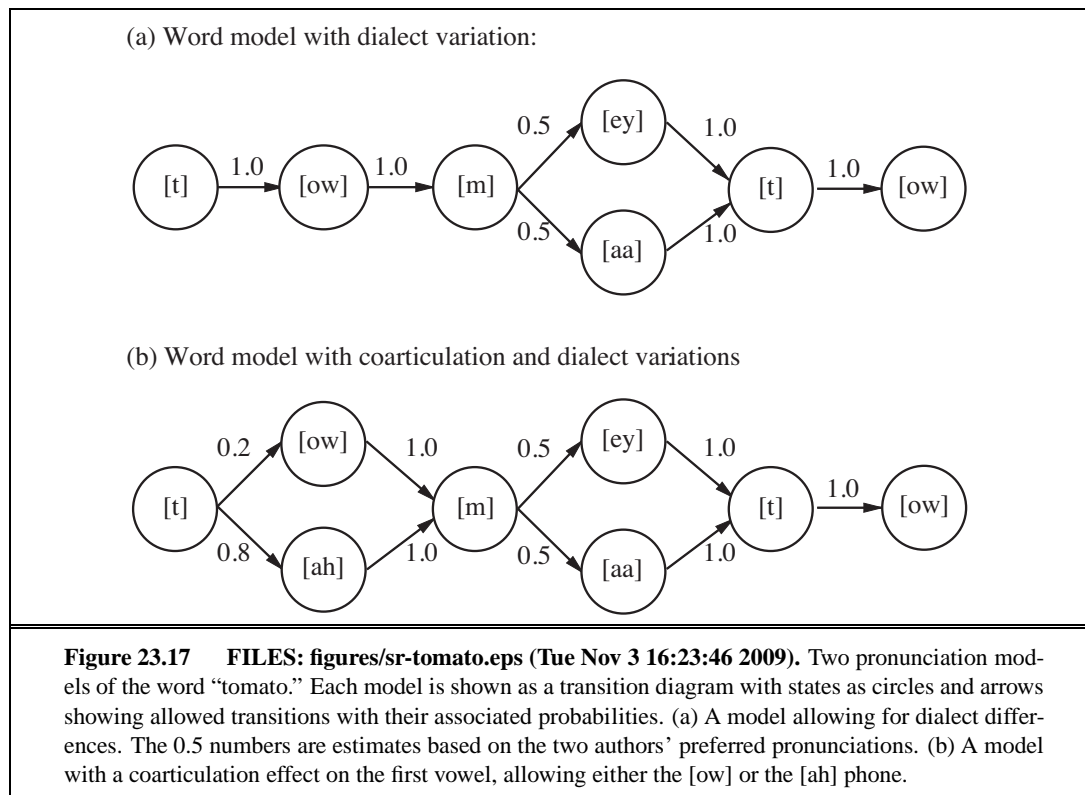 (a) Word model with dialect variation:
0.5 [ey] 1.0
[t] 1.0 [ow] 1.0 [m] [t] 1.0 [ow]
0.5 [aa] 1.0
(b) Word model with coarticulation and dialect variations
0.2 [ow] 1.0 0.5 [ey] 1.0
[t] [m] [t] 1.0 [ow]
0.8 [ah] 1.0 0.5 [aa] 1.0
Figure 23.17 FILES: figures/sr-tomato.eps (Tue Nov 3 16:23:46 2009). Two pronunciation mod-
els of the word “tomato.” Each model is shown as a transition diagram with states as circles and arrows
showing allowed transitions with their associated probabilities. (a) A model allowing for dialect differ-
ences. The 0.5 numbers are estimates based on the two authors’ preferred pronunciations. (b) A model
with a coarticulation effect on the first vowel, allowing either the [ow] or the [ah] phone.